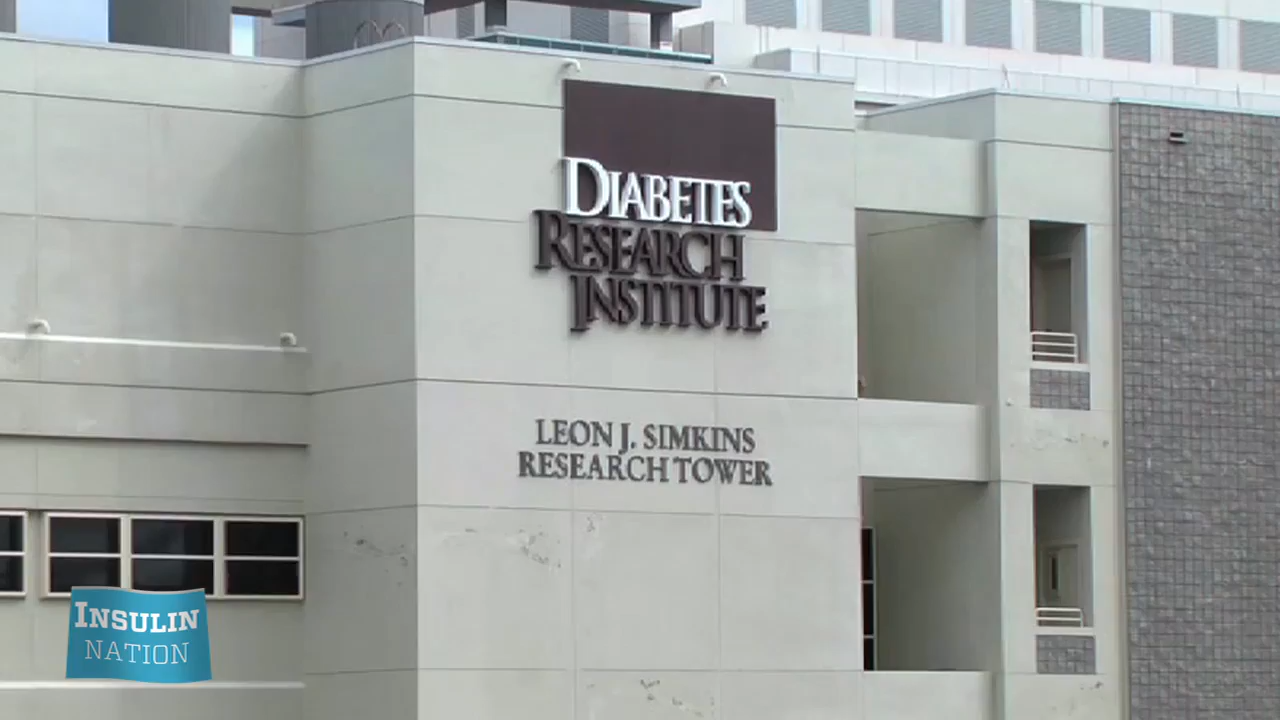 DIABETES
RESEARCH
INSTITUTE
LEON J. SIMKINS
RESEARCH TOWER
INSULIN
NATION